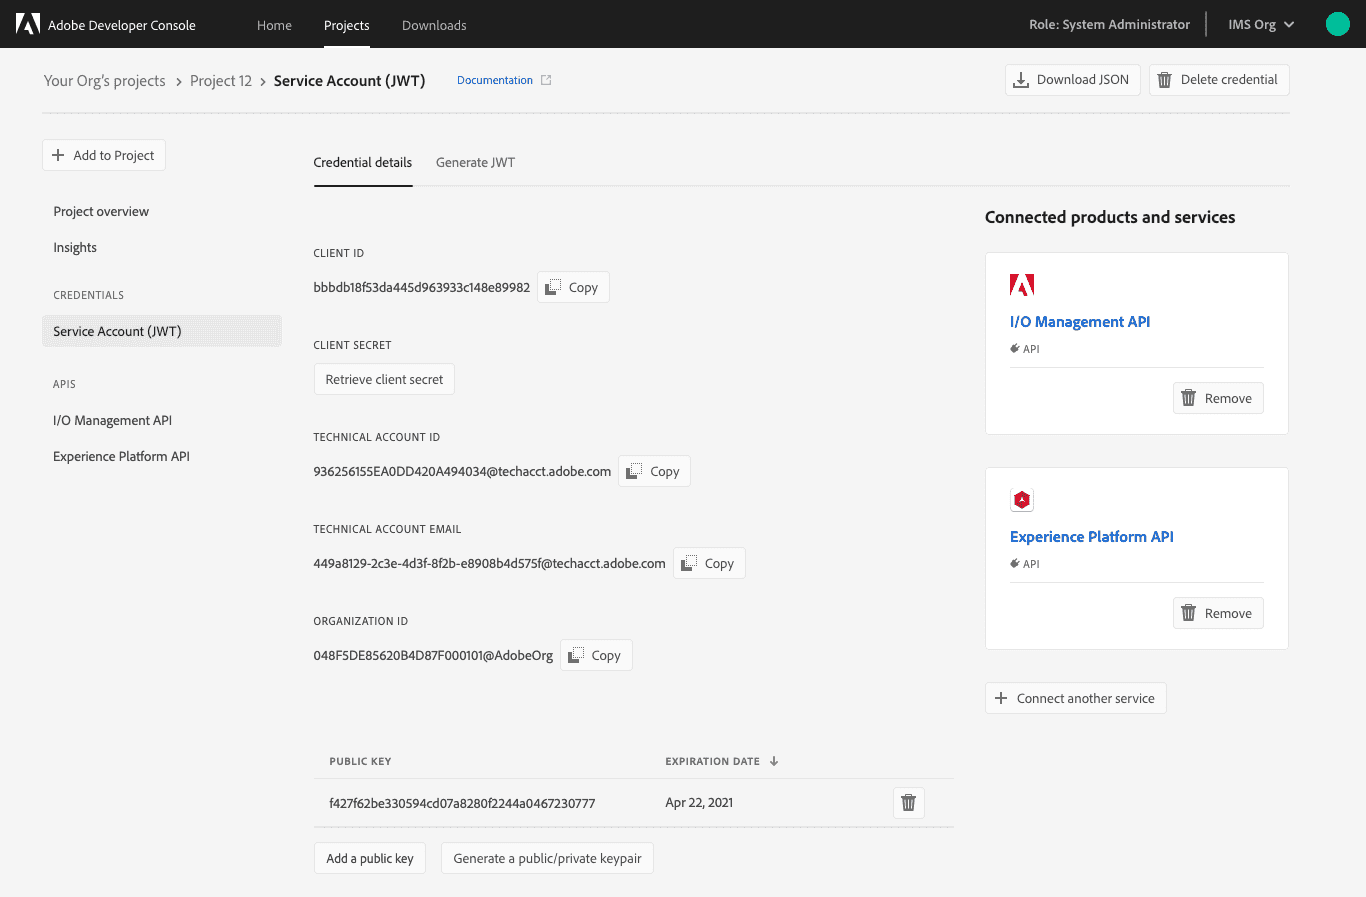 Adobe Developer Console
Home
Projects
Downloads
Role: System Administrator
IMS Org
Your Org's projects
Project 12
Service Account (JWT)
Documentation
Download JSON
Delete credential
Add to Project
Project overview
Insights
CREDENTIALS
Service Account (JWT)
APIS
I/O Management API
Experience Platform API
Credential details
Generate JWT
CLIENT ID
bbbdb18f53da445d963933c148e89982
Copy
CLIENT SECRET
Retrieve client secret
TECHNICAL ACCOUNT ID
936256155EA0DD420A494034@techacct.adobe.com
Copy
TECHNICAL ACCOUNT EMAIL
449a8129-2c3e-4d3f-8f2b-e8908b4d575f@techacct.adobe.com
Copy
ORGANIZATION ID
048F5DE85620B4D87F000101@AdobeOrg
Copy
PUBLIC KEY
EXPIRATION DATE
f427f62be330594cd07a8280f2244a0467230777
Apr 22, 2021
Add a public key
Generate a public/private keypair
Connected products and services
I/O Management API
API
Remove
Experience Platform API
API
Remove
Connect another service